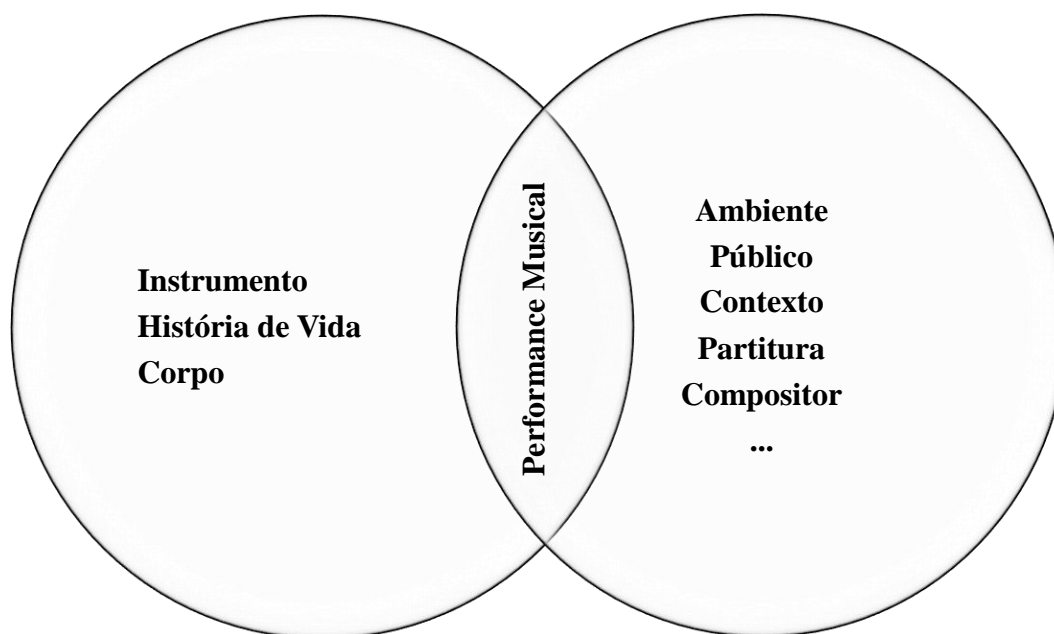 Instrumento
História de Vida
Corpo
Performance Musical
Ambiente
Público
Contexto
Partitura
Compositor
...